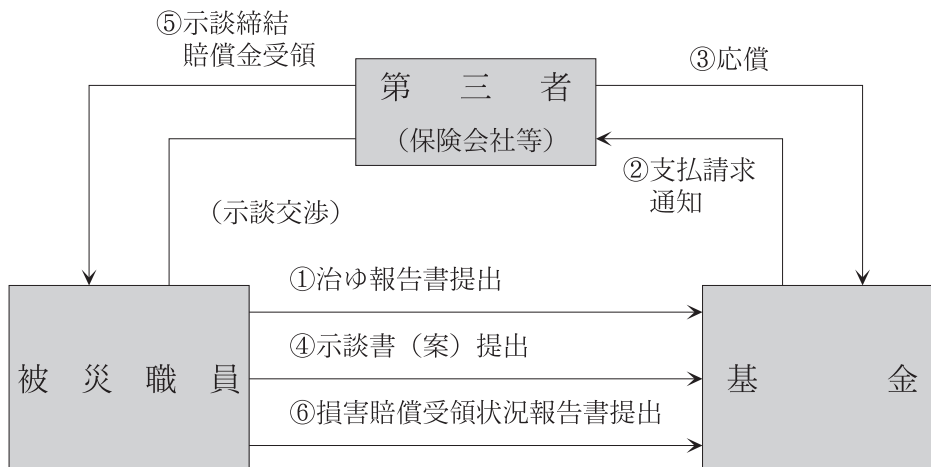 ⑤示談締結
賠償金受領
第三者
(保険会社等)
③応償
②支払請求
通知
(示談交渉)
①治ゆ報告書提出
④示談書(案)提出
⑥損害賠償受領状況報告書提出
被災職員
基金